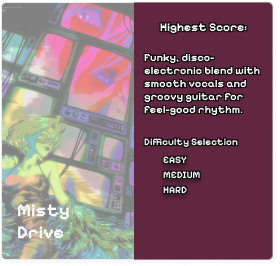 Highest Score:
Funky, disco-
electronic blend with
smooth vocals and
groovy guitar for
feel-good rhythm.
Difficulty Selection
EASY
MEDIUM
HARD
Misty
Drive